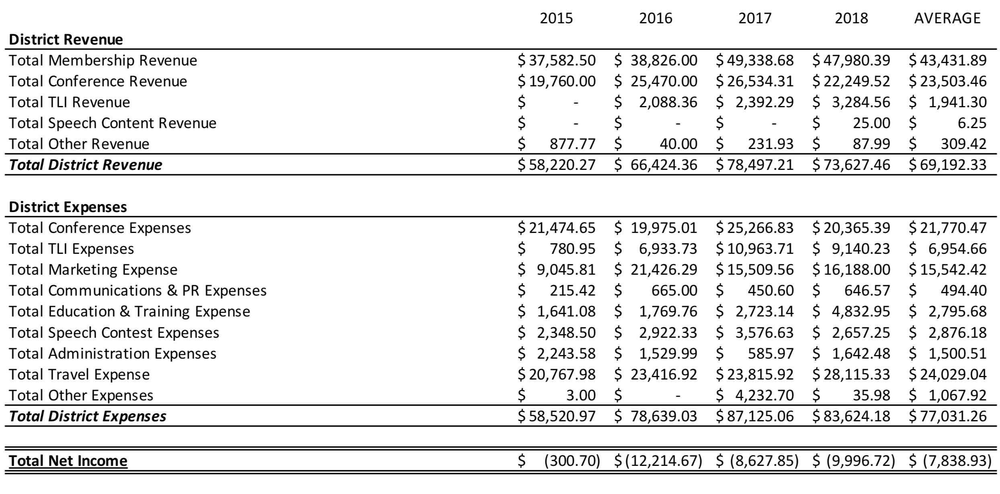 2015 2016 2017 2018 AVERAGE
District Revenue
Total Membership Revenue $ 37,582.50 $ 38,826.00 $ 49,338.68 $ 47,980.39 $ 43,431.89
Total Conference Revenue $ 19,760.00 $ 25,470.00 $ 26,534.31 $ 22,249.52 $ 23,503.46
Total TLI Revenue $ - $ 2,088.36 $ 2,392.29 $ 3,284.56 $ 1,941.30
Total Speech Content Revenue $ - $ - $ - $ 25.00 $ 6.25
Total Other Revenue $ 877.77 $ 40.00 $ 231.93 $ 87.99 $ 309.42
Total District Revenue $ 58,220.27 $ 66,424.36 $ 78,497.21 $ 73,627.46 $ 69,192.33
District Expenses
Total Conference Expenses $ 21,474.65 $ 19,975.01 $ 25,266.83 $ 20,365.39 $ 21,770.47
Total TLI Expenses $ 780.95 $ 6,933.73 $ 10,963.71 $ 9,140.23 $ 6,954.66
Total Marketing Expense $ 9,045.81 $ 21,426.29 $ 15,509.56 $ 16,188.00 $ 15,542.42
Total Communications & PR Expenses $ 215.42 $ 665.00 $ 450.60 $ 646.57 $ 494.40
Total Education & Training Expense $ 1,641.08 $ 1,769.76 $ 2,723.14 $ 4,832.95 $ 2,795.68
Total Speech Contest Expenses $ 2,348.50 $ 2,922.33 $ 3,576.63 $ 2,657.25 $ 2,876.18
Total Administration Expenses $ 2,243.58 $ 1,529.99 $ 585.97 $ 1,642.48 $ 1,500.51
Total Travel Expense $ 20,767.98 $ 23,416.92 $ 23,815.92 $ 28,115.33 $ 24,029.04
Total Other Expenses $ 3.00 $ - $ 4,232.70 $ 35.98 $ 1,067.92
Total District Expenses $ 58,520.97 $ 78,639.03 $ 87,125.06 $ 83,624.18 $ 77,031.26
Total Net Income $ (300.70) $ (12,214.67) $ (8,627.85) $ (9,996.72) $ (7,838.93)